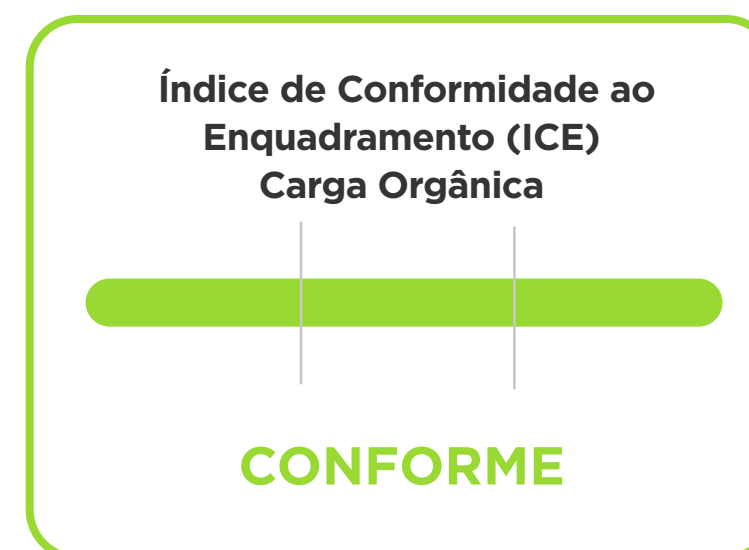 Índice de Conformidade ao
Enquadramento (ICE)
Carga Orgânica
CONFORME